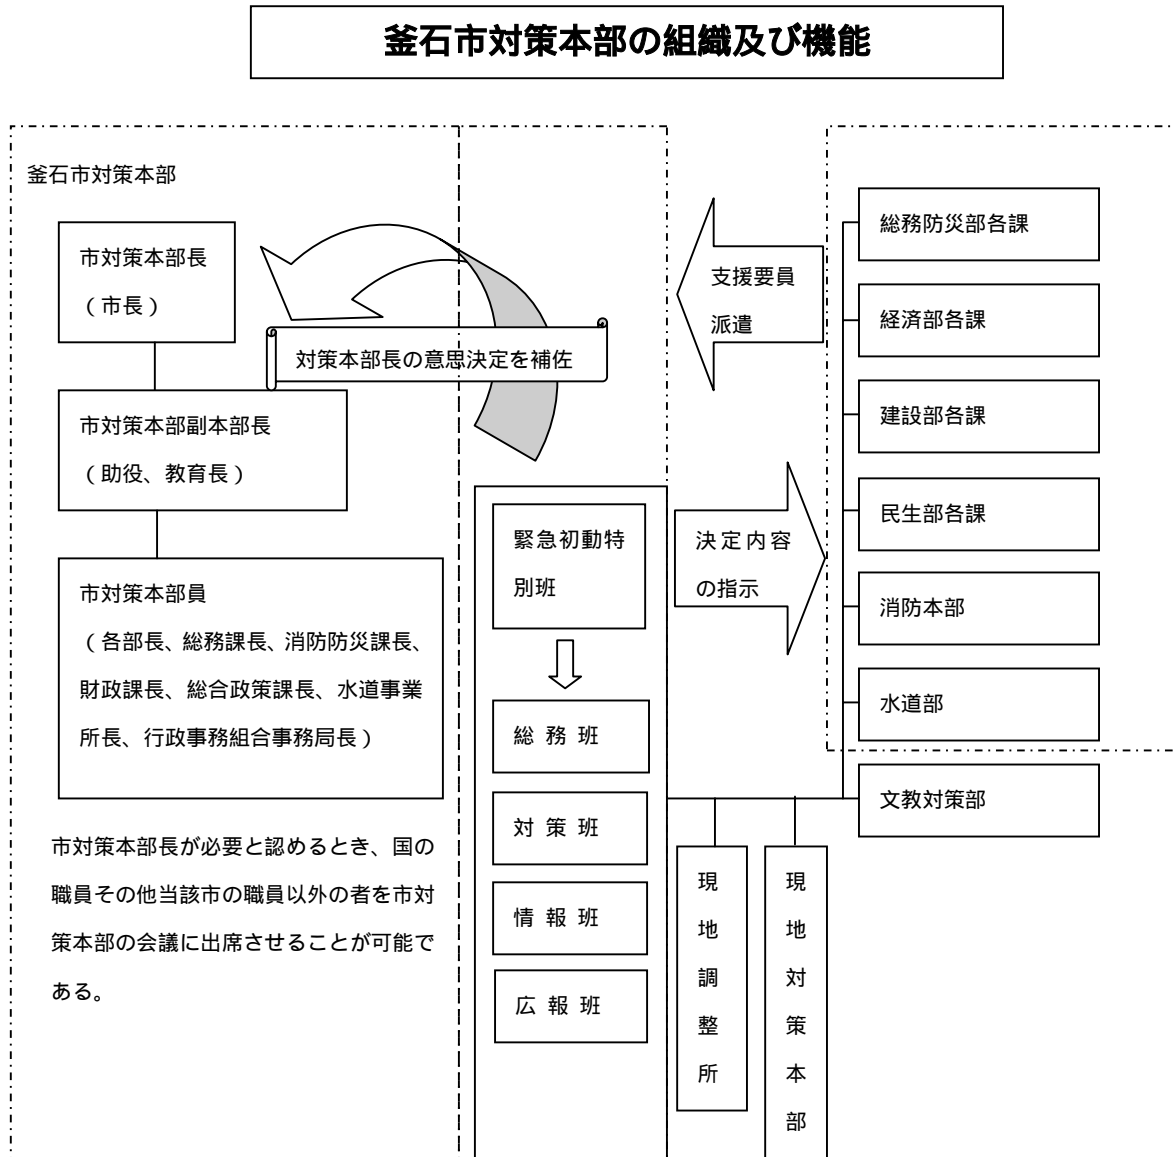 釜石市対策本部の組織及び機能
釜石市対策本部
市対策本部長
（市長）
対策本部長の意思決定を補佐
市対策本部副本部長
（助役、教育長）
市対策本部員
（各部長、総務課長、消防防災課長、
財政課長、総合政策課長、水道事業
所長、行政事務組合事務局長）
市対策本部長が必要と認めるとき、国の
職員その他当該市の職員以外の者を市対
策本部の会議に出席させることが可能で
ある。
緊急初動特
別班
総務班
対策班
情報班
広報班
支援要員
派遣
決定内容
の指示
現地調整所
現地対策本部
総務防災部各課
経済部各課
建設部各課
民生部各課
消防本部
水道部
文教対策部